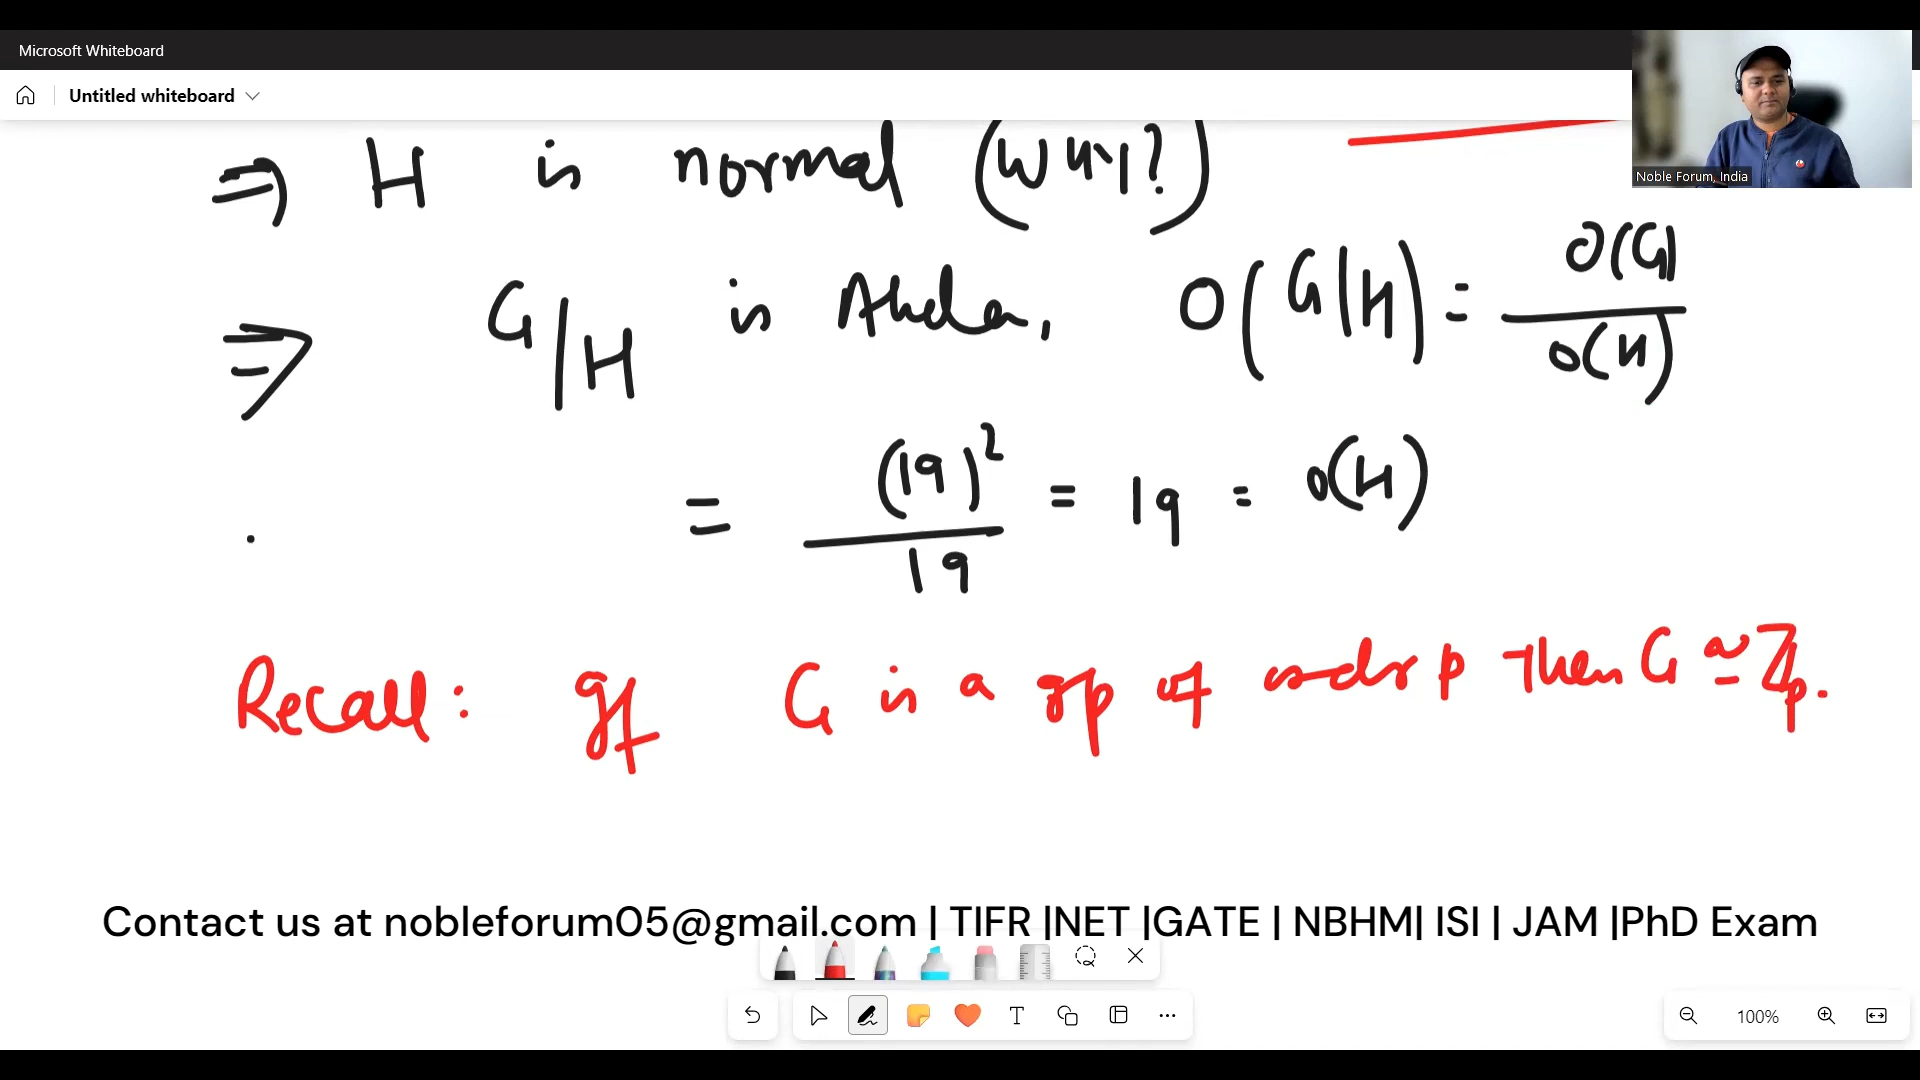 Microsoft Whiteboard
Untitled whiteboard
Noble Forum, India
⇒ H is normal (WHY?)
⇒ G/H is O(G/H) = O(G)/O(H)
= (19)²/19 = 19 = O(H)
Recall: If G is a gp of order p then G ≃ ℤp.
Contact us at nobleforum05@gmail.com | TIFR |NET |GATE | NBHM| ISI | JAM |PhD Exam
T
100%